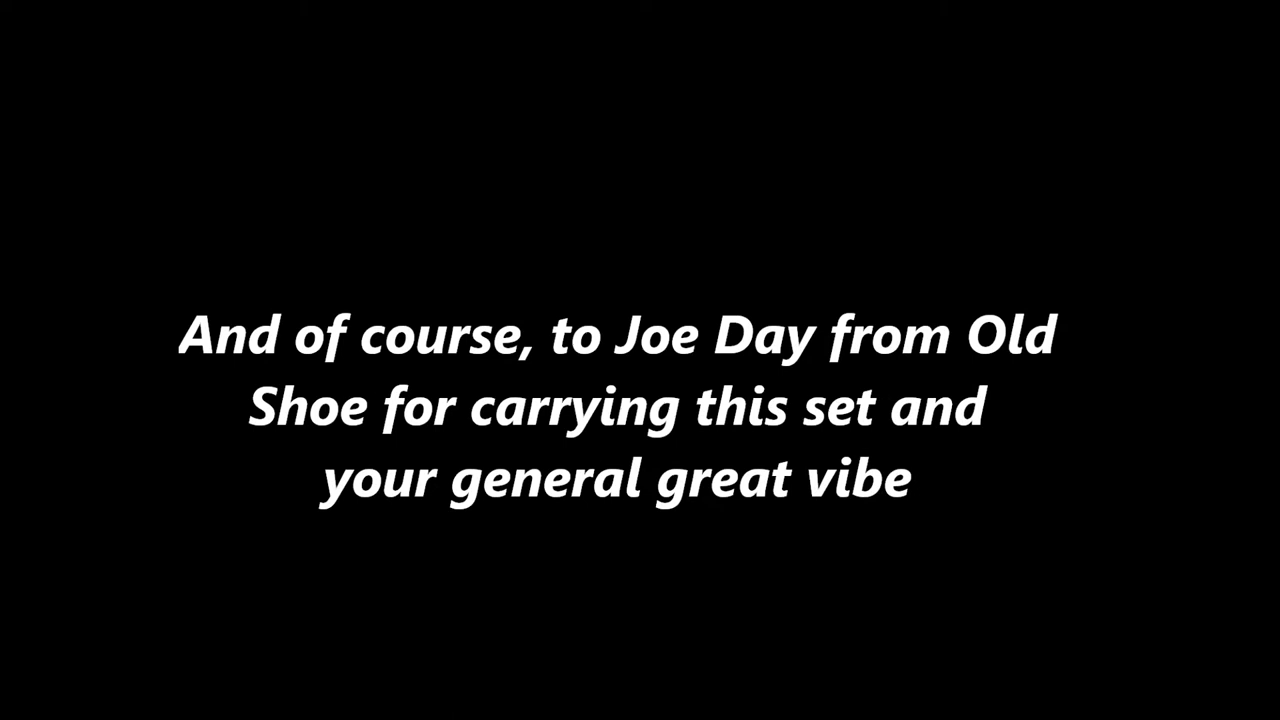 And of course, to Joe Day from Old
Shoe for carrying this set and
your general great vibe